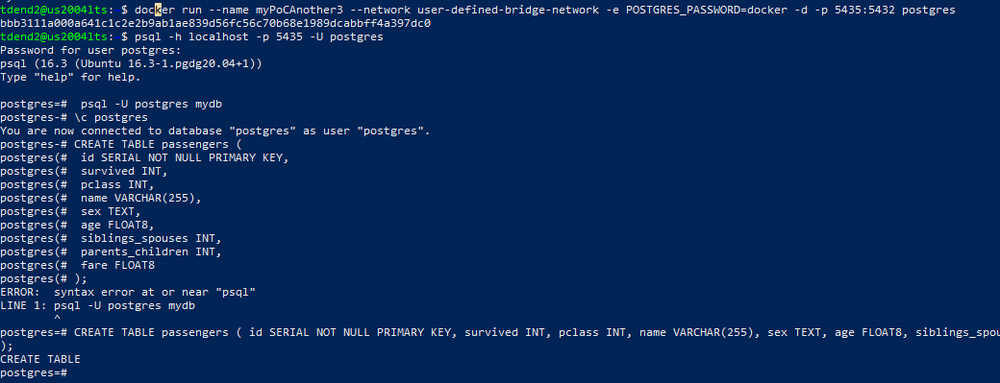 tdend2@us2004lts:~$ docker run --name myPoCAnother3 --network user-defined-bridge-network -e POSTGRES_PASSWORD=docker -d -p 5435:5432 postgres
bbb3111a000a641c1c2e2b9ab1ae839d56fc56c70b68e1989dcabbff4a397dc0
tdend2@us2004lts:~$ psql -h localhost -p 5435 -U postgres
Password for user postgres:
psql (16.3 (Ubuntu 16.3-1.pgdg20.04+1))
Type "help" for help.
postgres=#  psql -U postgres mydb
postgres-# \c postgres
You are now connected to database "postgres" as user "postgres".
postgres-# CREATE TABLE passengers (
postgres(#  id SERIAL NOT NULL PRIMARY KEY,
postgres(#  survived INT,
postgres(#  pclass INT,
postgres(#  name VARCHAR(255),
postgres(#  sex TEXT,
postgres(#  age FLOAT8,
postgres(#  siblings_spouses INT,
postgres(#  parents_children INT,
postgres(#  fare FLOAT8
postgres(# );
ERROR:  syntax error at or near "psql"
LINE 1: psql -U postgres mydb
^
postgres=# CREATE TABLE passengers ( id SERIAL NOT NULL PRIMARY KEY, survived INT, pclass INT, name VARCHAR(255), sex TEXT, age FLOAT8, siblings_spou
);
CREATE TABLE
postgres=#